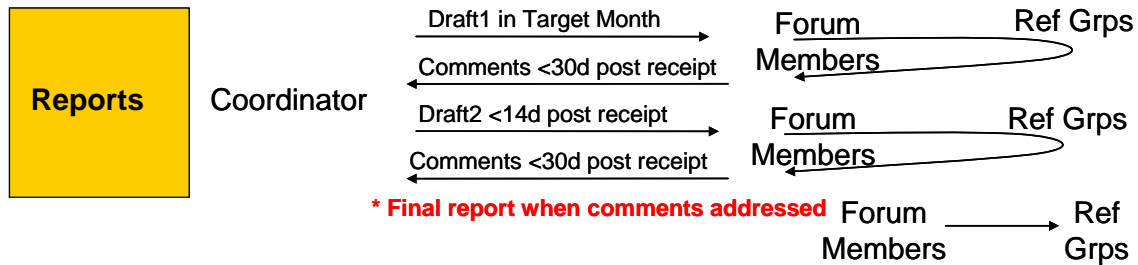 Reports
Coordinator
Draft1 in Target Month
Comments <30d post receipt
Draft2 <14d post receipt
Comments <30d post receipt
* Final report when comments addressed
Forum
Members
Ref Grps
Forum
Members
Ref Grps
Forum
Members
Ref
Grps